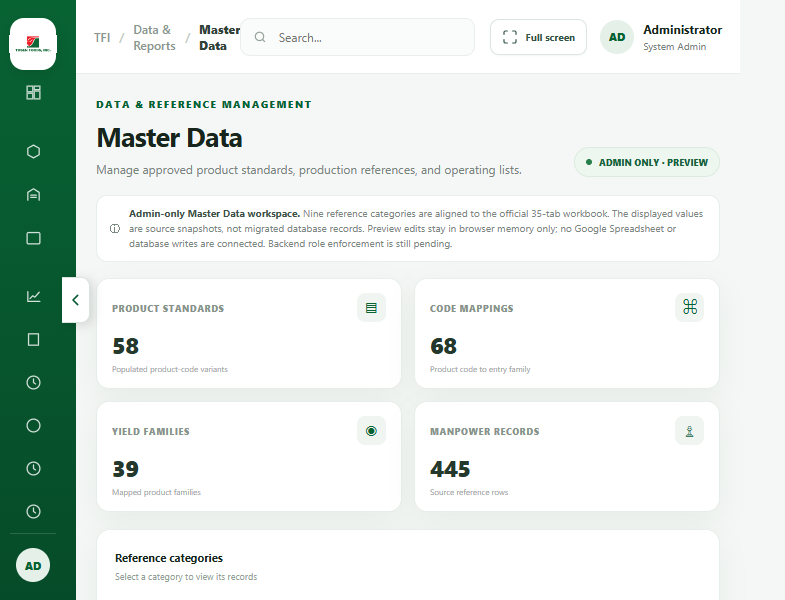 TFI / Data & Reports / Master Data
Search...
Full screen
AD
Administrator
System Admin
DATA & REFERENCE MANAGEMENT
Master Data
Manage approved product standards, production references, and operating lists.
ADMIN ONLY · PREVIEW
Admin-only Master Data workspace. Nine reference categories are aligned to the official 35-tab workbook. The displayed values
are source snapshots, not migrated database records. Preview edits stay in browser memory only; no Google Spreadsheet or
database writes are connected. Backend role enforcement is still pending.
PRODUCT STANDARDS
58
Populated product-code variants
CODE MAPPINGS
68
Product code to entry family
YIELD FAMILIES
39
Mapped product families
MANPOWER RECORDS
445
Source reference rows
Reference categories
Select a category to view its records
AD